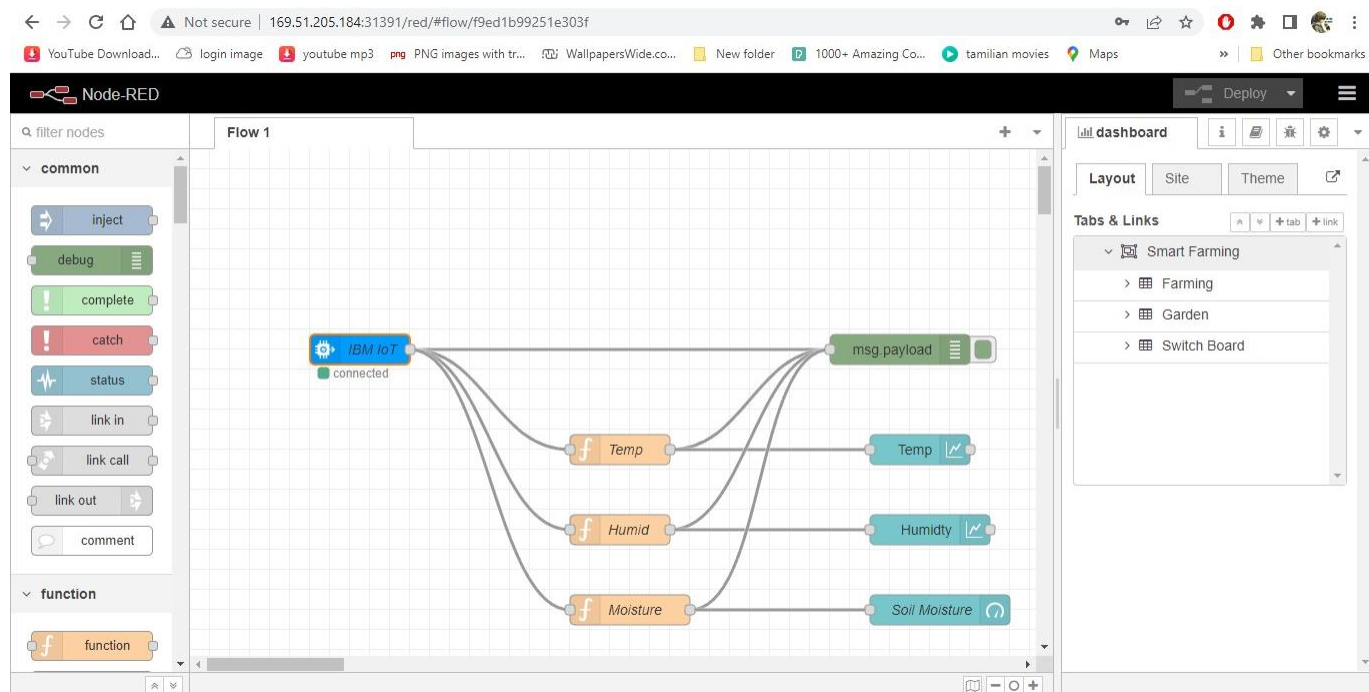 Not secure | 169.51.205.184:31391/red/#flow/f9ed1b99251e303f
YouTube Download... login image youtube mp3 png PNG images with tr... WallpapersWide.co... New folder 1000+ Amazing Co... tamilian movies Maps » Other bookmarks
Node-RED Deploy
filter nodes
common
inject
debug
complete
catch
status
link in
link call
link out
comment
function
function
Flow 1
IBM IoT
connected
msg.payload
Temp
Temp
Humid
Humidty
Moisture
Soil Moisture
dashboard
Layout Site Theme
Tabs & Links + tab + link
Smart Farming
Farming
Garden
Switch Board